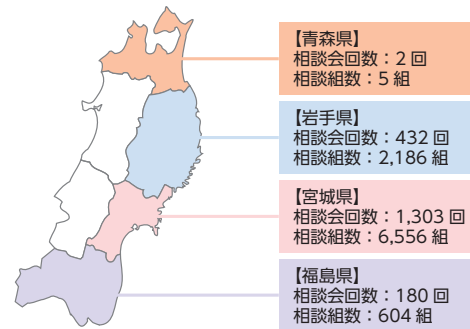 【青森県】
相談会回数：2 回
相談組数：5 組
【岩手県】
相談会回数：432 回
相談組数：2,186 組
【宮城県】
相談会回数：1,303 回
相談組数：6,556 組
【福島県】
相談会回数：180 回
相談組数：604 組